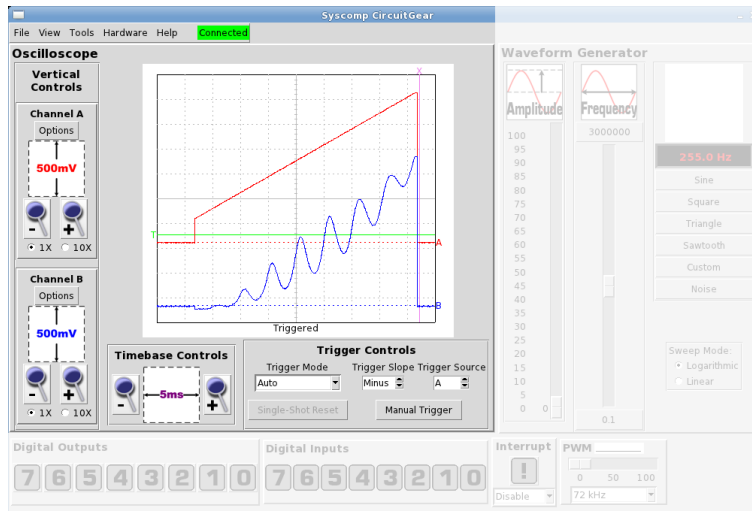 Syscomp CircuitGear
File View Tools Hardware Help Connected
Oscilloscope
Vertical
Controls
Channel A
Options
500mV
- +
1X 10X
Channel B
Options
500mV
- +
1X 10X
X
T
A
B
Triggered
Timebase Controls
- 5ms +
Trigger Controls
Trigger Mode Trigger Slope Trigger Source
Auto Minus A
Single-Shot Reset Manual Trigger
Waveform Generator
Amplitude Frequency
100
95
90
85
80
75
70
65
60
55
50
45
40
35
30
25
20
15
10
5
0 0
3000000
0.1
255.0 Hz
Sine
Square
Triangle
Sawtooth
Custom
Noise
Sweep Mode:
Logarithmic
Linear
Digital Outputs
7 6 5 4 3 2 1 0
Digital Inputs
7 6 5 4 3 2 1 0
Interrupt
!
Disable
PWM
0 50 100
72 kHz